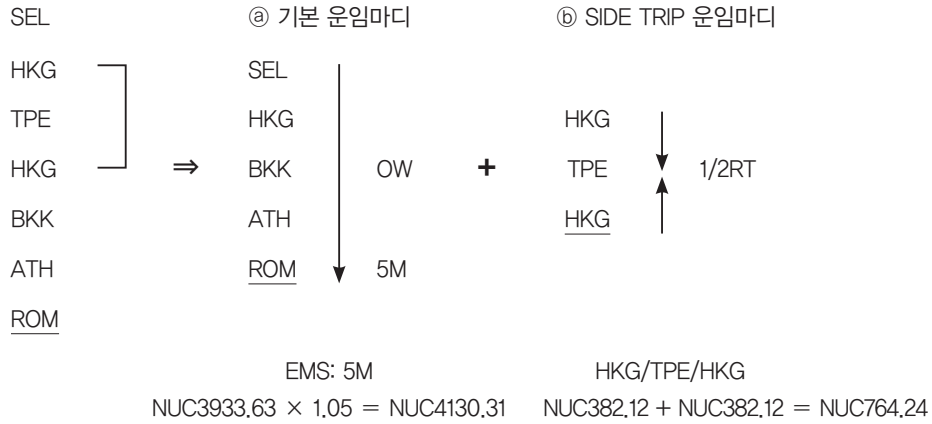 SEL ⓐ 기본 운임마디 ⓑ SIDE TRIP 운임마디
HKG SEL
TPE HKG HKG
HKG ⇒ BKK OW + TPE 1/2RT
BKK ATH HKG
ATH ROM 5M
ROM
EMS: 5M HKG/TPE/HKG
NUC3933.63 × 1.05 = NUC4130.31 NUC382.12 + NUC382.12 = NUC764.24